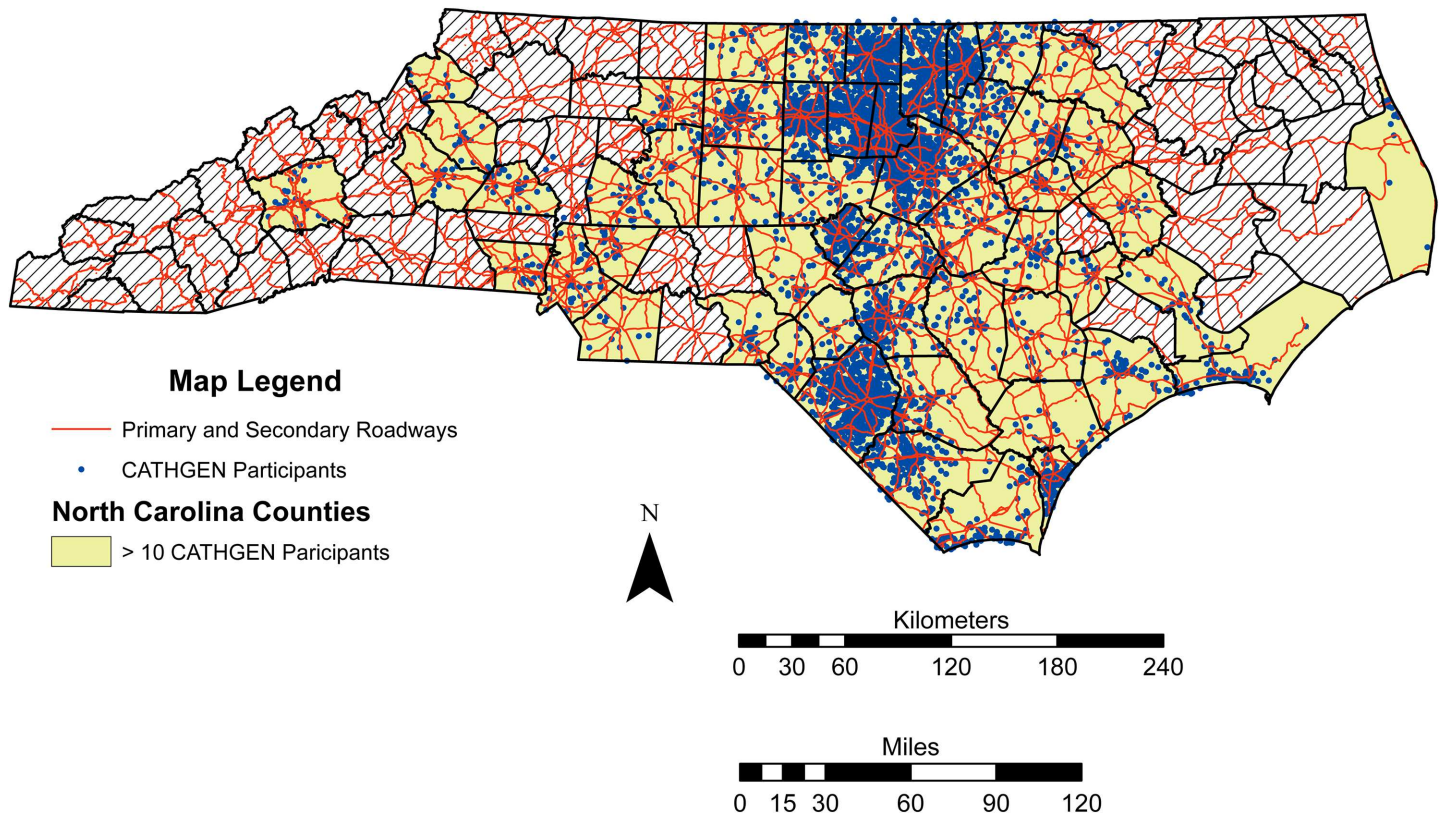 Map Legend
Primary and Secondary Roadways
CATHGEN Participants
North Carolina Counties
> 10 CATHGEN Paricipants
N
Kilometers
0 30 60 120 180 240
Miles
0 15 30 60 90 120